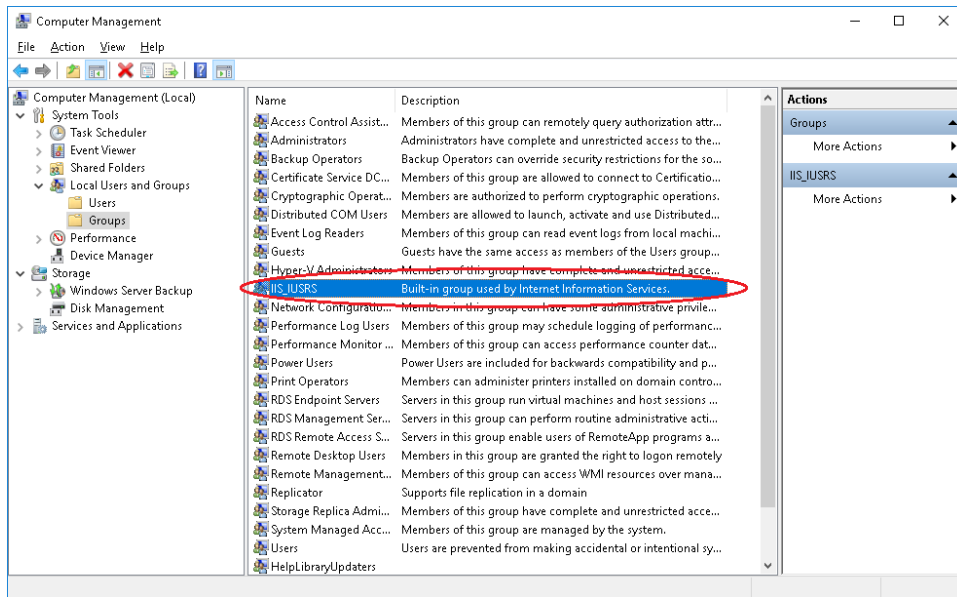 Computer Management
File Action View Help
Computer Management (Local)
System Tools
Task Scheduler
Event Viewer
Shared Folders
Local Users and Groups
Users
Groups
Performance
Device Manager
Storage
Windows Server Backup
Disk Management
Services and Applications
Name Description
Access Control Assist... Members of this group can remotely query authorization attr...
Administrators Administrators have complete and unrestricted access to the...
Backup Operators Backup Operators can override security restrictions for the so...
Certificate Service DC... Members of this group are allowed to connect to Certificatio...
Cryptographic Operat... Members are authorized to perform cryptographic operations.
Distributed COM Users Members are allowed to launch, activate and use Distributed...
Event Log Readers Members of this group can read event logs from local machi...
Guests Guests have the same access as members of the Users group...
Hyper-V Administrators Members of this group have complete and unrestricted acce...
IIS_IUSRS Built-in group used by Internet Information Services.
Network Configuratio... Members in this group can have some administrative privile...
Performance Log Users Members of this group may schedule logging of performanc...
Performance Monitor ... Members of this group can access performance counter dat...
Power Users Power Users are included for backwards compatibility and p...
Print Operators Members can administer printers installed on domain contro...
RDS Endpoint Servers Servers in this group run virtual machines and host sessions ...
RDS Management Ser... Servers in this group can perform routine administrative acti...
RDS Remote Access S... Servers in this group enable users of RemoteApp programs a...
Remote Desktop Users Members in this group are granted the right to logon remotely
Remote Management... Members of this group can access WMI resources over mana...
Replicator Supports file replication in a domain
Storage Replica Admi... Members of this group have complete and unrestricted acce...
System Managed Acc... Members of this group are managed by the system.
Users Users are prevented from making accidental or intentional sy...
HelpLibraryUpdaters
Actions
Groups
More Actions
IIS_IUSRS
More Actions